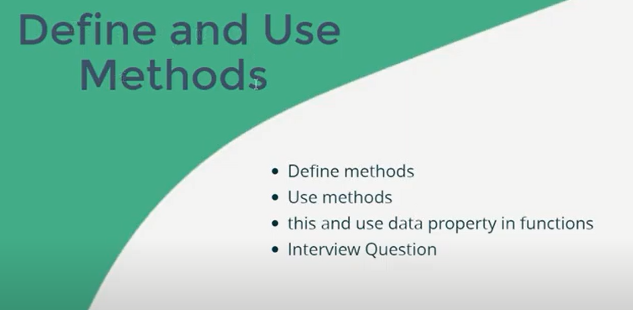 Define and Use
Methods
Define methods
Use methods
this and use data property in functions
Interview Question